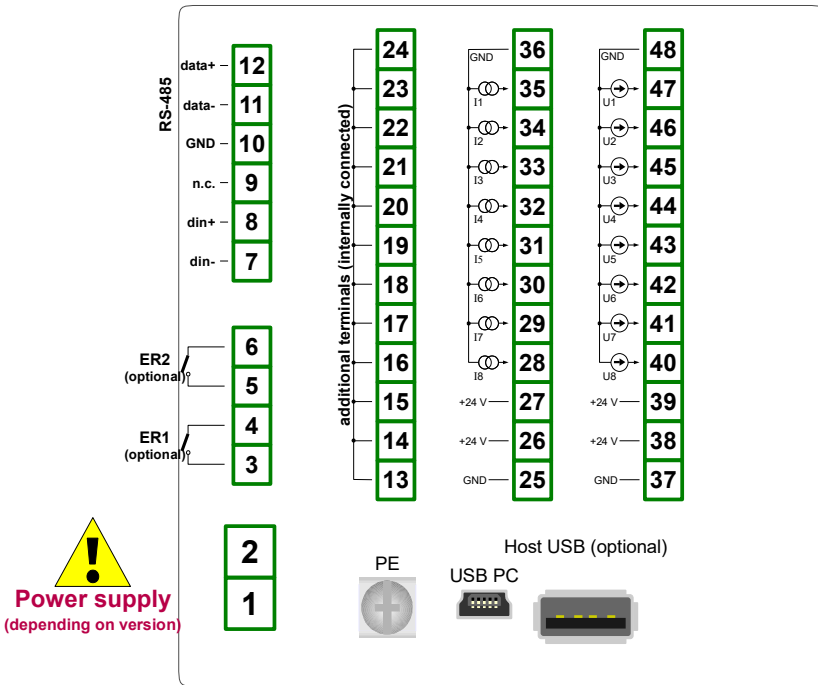 RS-485
data+ 12
data- 11
GND 10
n.c. 9
din+ 8
din- 7
ER2
(optional)
6
5
ER1
(optional)
4
3
2
1
Power supply
(depending on version)
additional terminals (internally connected)
24
23
22
21
20
19
18
17
16
15
14
13
GND 36
I1 35
I2 34
I3 33
I4 32
I5 31
I6 30
I7 29
I8 28
+24 V 27
+24 V 26
GND 25
GND 48
U1 47
U2 46
U3 45
U4 44
U5 43
U6 42
U7 41
U8 40
+24 V 39
+24 V 38
GND 37
PE
USB PC
Host USB (optional)